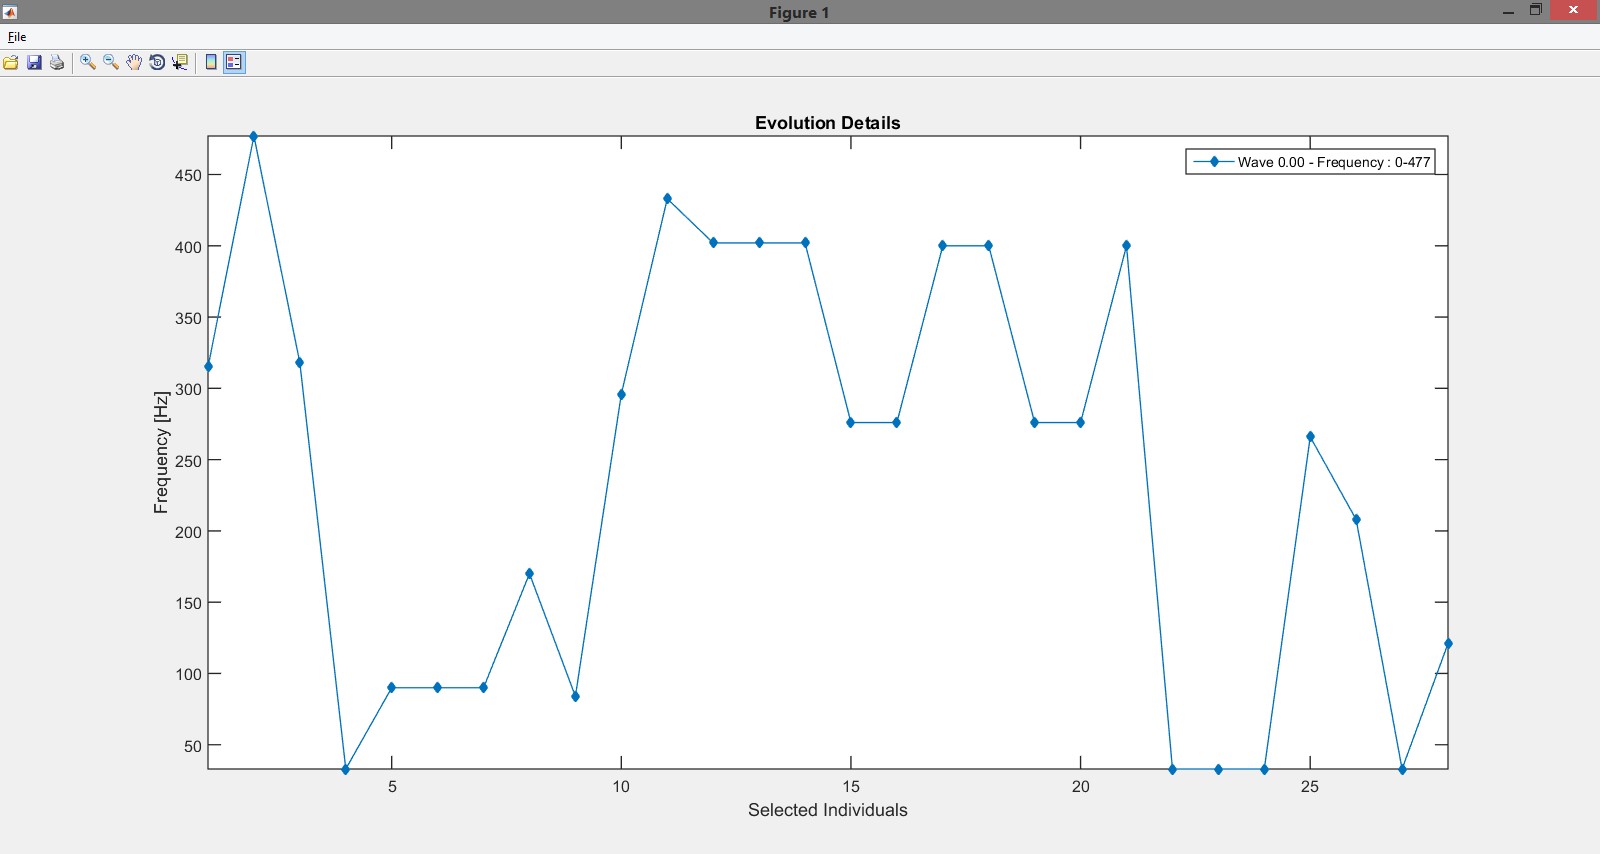 Figure 1
File
Evolution Details
Wave 0.00 - Frequency : 0-477
450
400
350
300
250
200
150
100
50
Frequency [Hz]
5 10 15 20 25
Selected Individuals